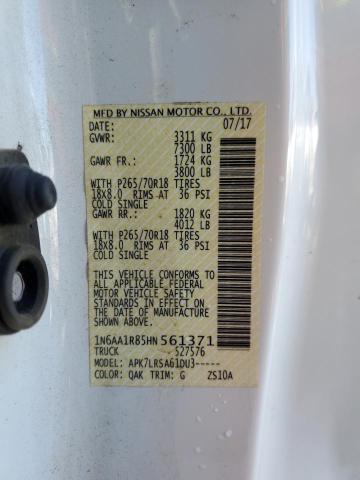 MFD BY NISSAN MOTOR CO., LTD.
DATE: 07/17
GVWR: 3311 KG
7300 LB
GAWR FR.: 1724 KG
3800 LB
WITH P265/70R18 TIRES
18X8.0 RIMS AT 36 PSI
COLD SINGLE
GAWR RR.: 1820 KG
4012 LB
WITH P265/70R18 TIRES
18X8.0 RIMS AT 36 PSI
COLD SINGLE
THIS VEHICLE CONFORMS TO
ALL APPLICABLE FEDERAL
MOTOR VEHICLE SAFETY
STANDARDS IN EFFECT ON
THE DATE OF MANUFACTURE
SHOWN ABOVE.
1N6AA1R85HN561371
TRUCK 527576
MODEL: APK7LRSA61DU3-----
COLOR: QAK TRIM: G ZS10A